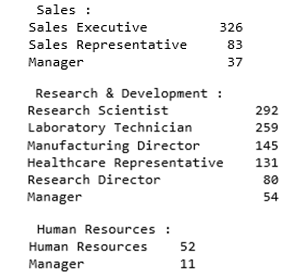 Sales :
Sales Executive 326
Sales Representative 83
Manager 37
Research & Development :
Research Scientist 292
Laboratory Technician 259
Manufacturing Director 145
Healthcare Representative 131
Research Director 80
Manager 54
Human Resources :
Human Resources 52
Manager 11